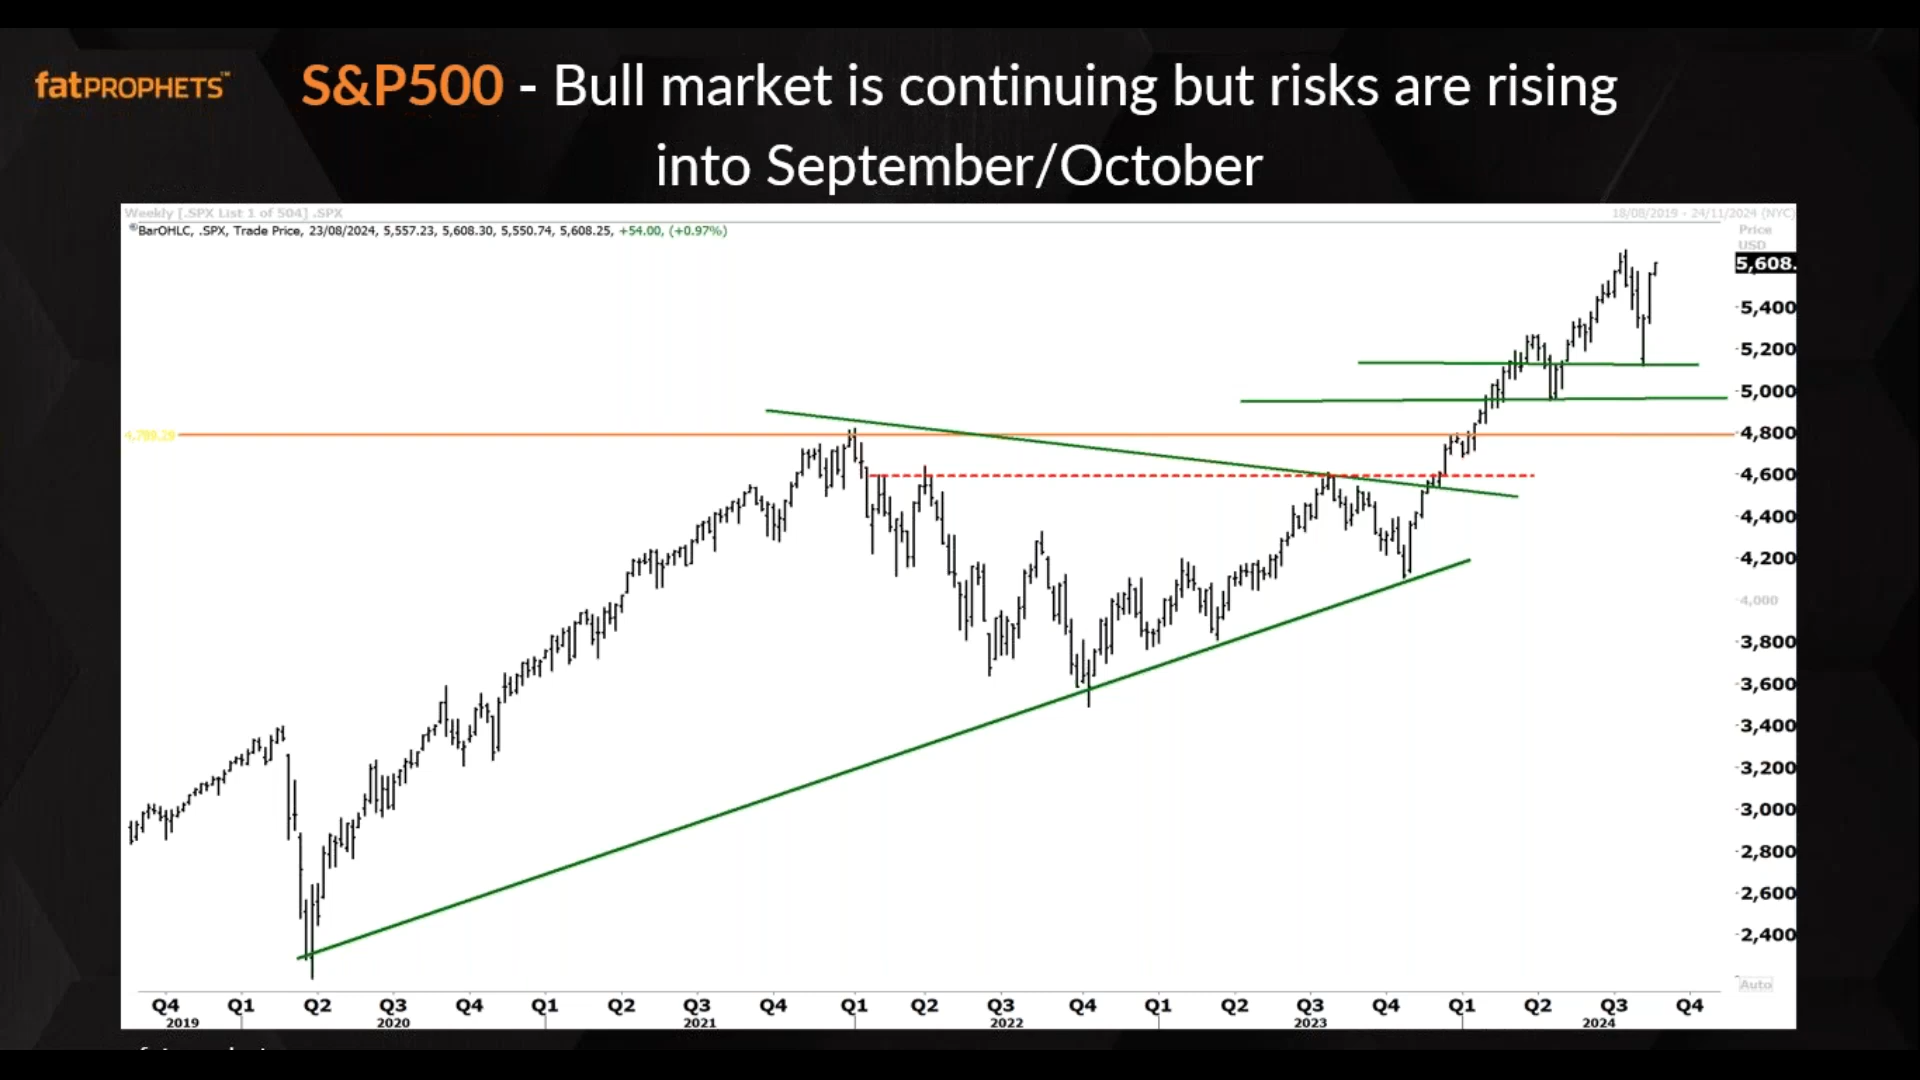 fatPROPHETS™
S&P500 - Bull market is continuing but risks are rising
into September/October
Weekly [.SPX List 1 of 504] .SPX
18/08/2019 - 24/11/2024 (NYC)
BarOHLC, .SPX, Trade Price, 23/08/2024, 5,557.23, 5,608.30, 5,550.74, 5,608.25, +54.00, (+0.97%)
Price
USD
5,608.
5,400
5,200
5,000
4,800
4,600
4,400
4,200
4,000
3,800
3,600
3,400
3,200
3,000
2,800
2,600
2,400
Auto
Q4 Q1 Q2 Q3 Q4 Q1 Q2 Q3 Q4 Q1 Q2 Q3 Q4 Q1 Q2 Q3 Q4 Q1 Q2 Q3 Q4
2019 2020 2021 2022 2023 2024